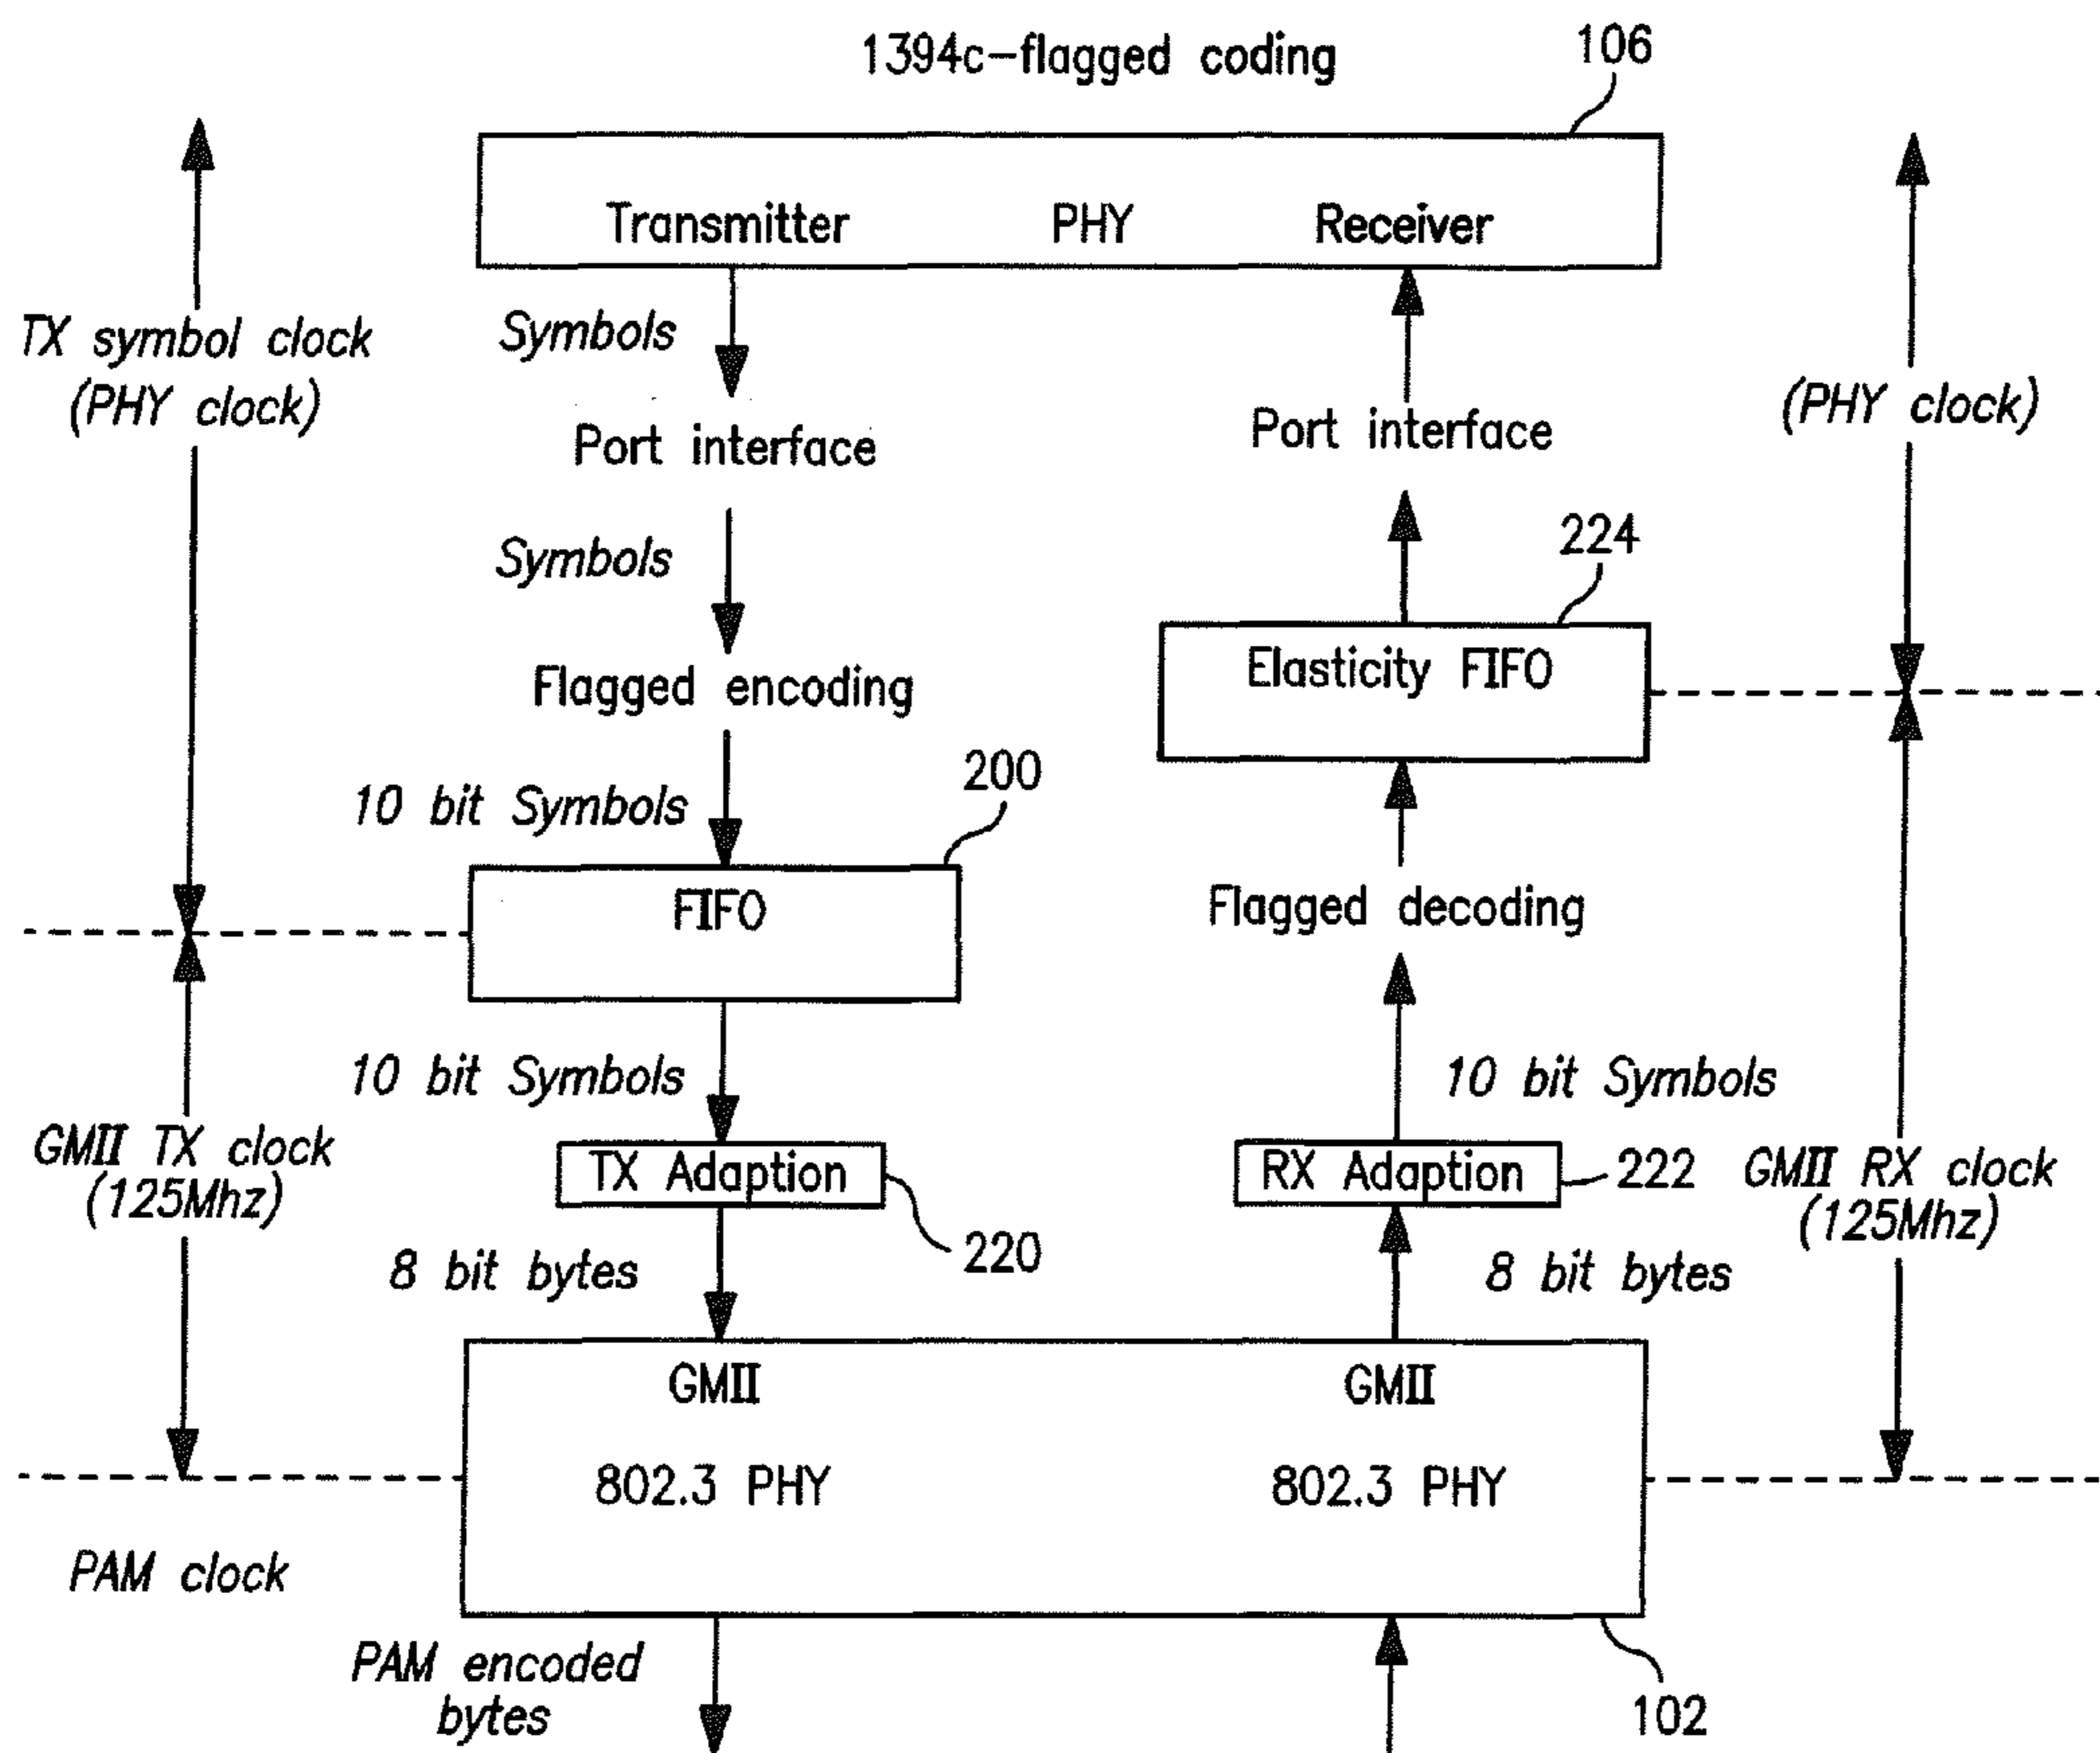 1394c-flagged coding
106
Transmitter PHY Receiver
TX symbol clock
(PHY clock)
Symbols
Port interface
Symbols
Flagged encoding
10 bit Symbols
200
FIFO
10 bit Symbols
TX Adaption
220
8 bit bytes
GMII TX clock
(125Mhz)
(PHY clock)
Port interface
224
Elasticity FIFO
Flagged decoding
10 bit Symbols
RX Adaption
222
8 bit bytes
GMII RX clock
(125Mhz)
GMII GMII
802.3 PHY 802.3 PHY
PAM clock
PAM encoded
bytes
102